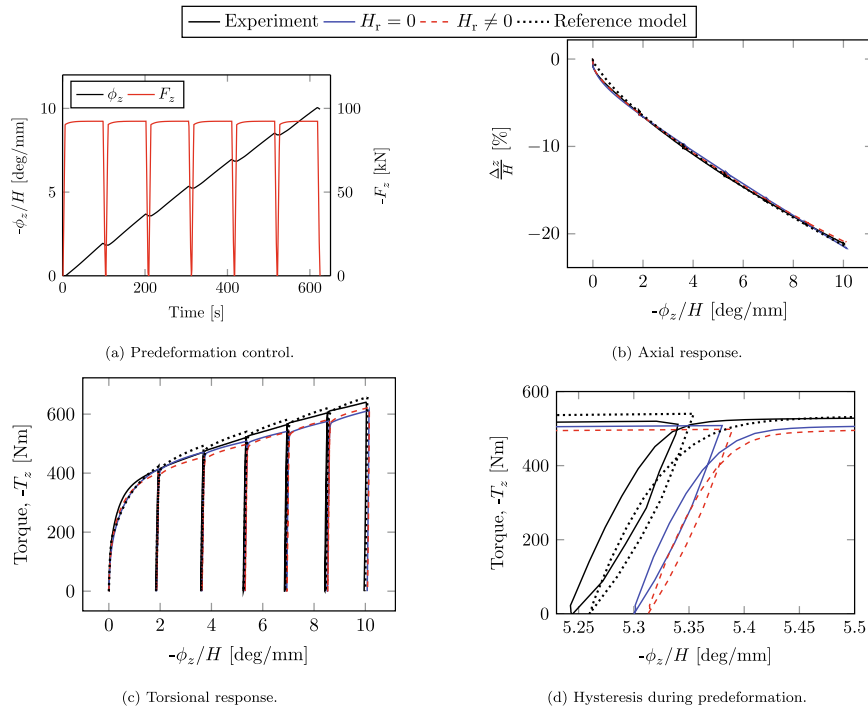 Experiment H_r = 0 H_r ≠ 0 Reference model
ϕ_z F_z
10
5
0
100
50
0
0 200 400 600
-ϕ_z/H [deg/mm]
-F_z [kN]
Time [s]
(a) Predeformation control.
0
−10
−20
Δz/H [%]
0 2 4 6 8 10
-ϕ_z/H [deg/mm]
(b) Axial response.
600
400
200
0
Torque, -T_z [Nm]
0 2 4 6 8 10
-ϕ_z/H [deg/mm]
(c) Torsional response.
600
400
200
0
Torque, -T_z [Nm]
5.25 5.3 5.35 5.4 5.45 5.5
-ϕ_z/H [deg/mm]
(d) Hysteresis during predeformation.